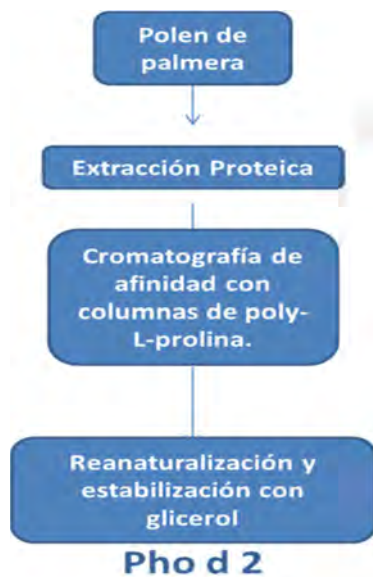 Polen de
palmera
Extracción Proteica
Cromatografía de
afinidad con
columnas de poly-
L-prolina.
Reanaturalización y
estabilización con
glicerol
Pho d 2